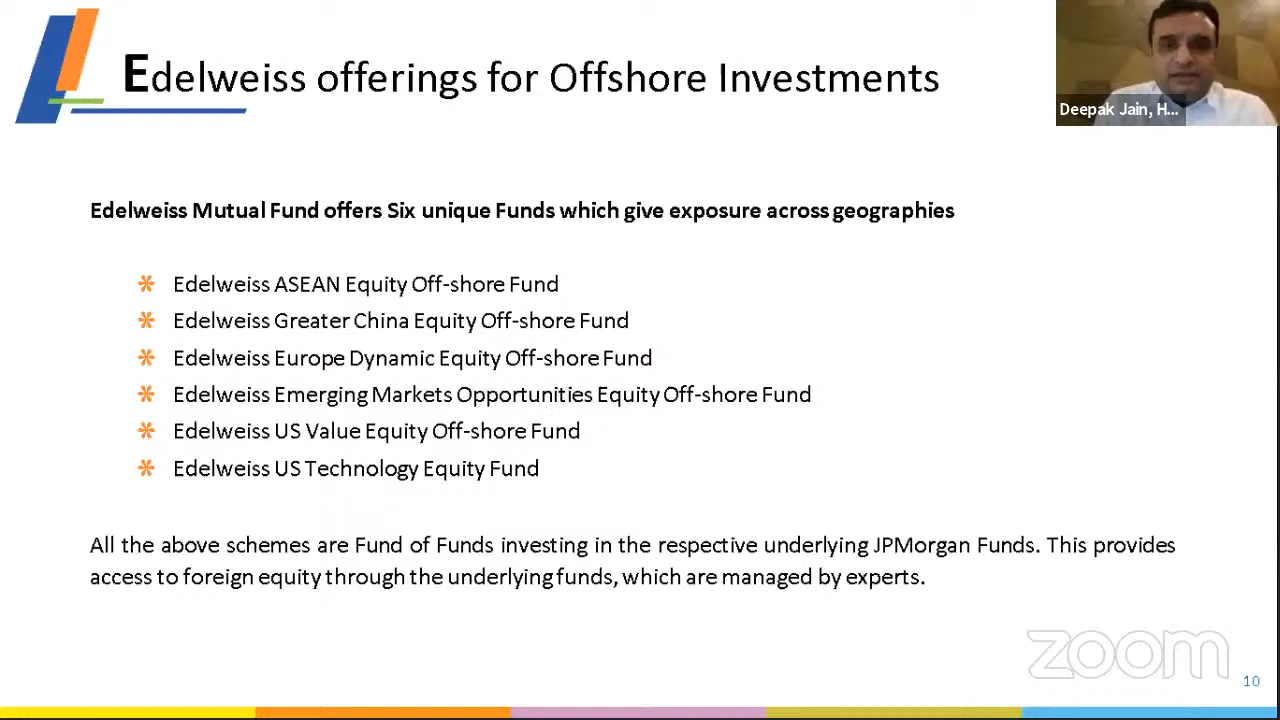 Edelweiss offerings for Offshore Investments
Deepak Jain, H...
Edelweiss Mutual Fund offers Six unique Funds which give exposure across geographies
Edelweiss ASEAN Equity Off-shore Fund
Edelweiss Greater China Equity Off-shore Fund
Edelweiss Europe Dynamic Equity Off-shore Fund
Edelweiss Emerging Markets Opportunities Equity Off-shore Fund
Edelweiss US Value Equity Off-shore Fund
Edelweiss US Technology Equity Fund
All the above schemes are Fund of Funds investing in the respective underlying JPMorgan Funds. This provides
access to foreign equity through the underlying funds, which are managed by experts.
zoom
10